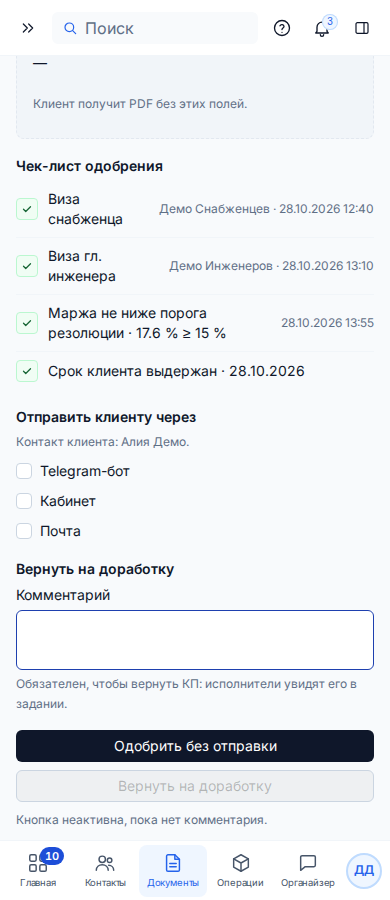 Поиск
3
—
Клиент получит PDF без этих полей.
Чек-лист одобрения
Виза
снабженца
Демо Снабженцев · 28.10.2026 12:40
Виза гл.
инженера
Демо Инженеров · 28.10.2026 13:10
Маржа не ниже порога
резолюции · 17.6 % ≥ 15 %
28.10.2026 13:55
Срок клиента выдержан · 28.10.2026
Отправить клиенту через
Контакт клиента: Алия Демо.
Telegram-бот
Кабинет
Почта
Вернуть на доработку
Комментарий
Обязателен, чтобы вернуть КП: исполнители увидят его в
задании.
Одобрить без отправки
Вернуть на доработку
Кнопка неактивна, пока нет комментария.
10
Главная
Контакты
Документы
Операции
Органайзер
ДД